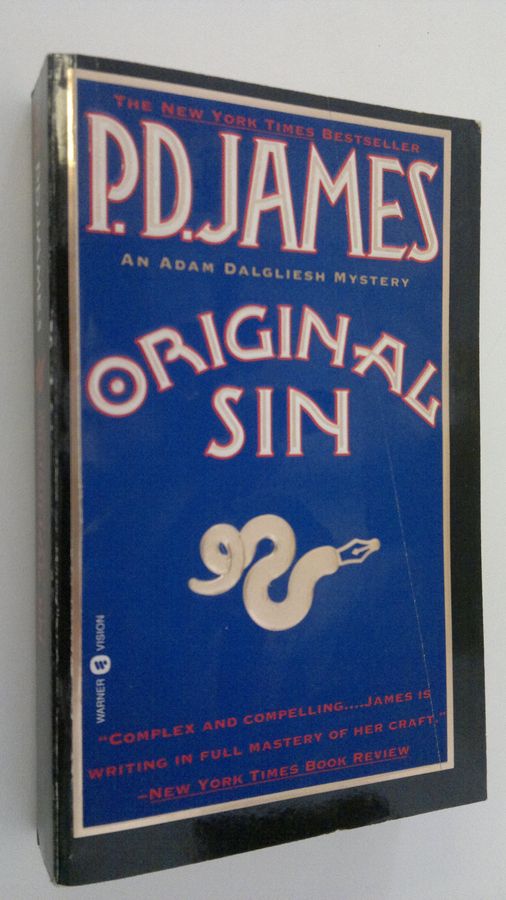 THE NEW YORK TIMES BESTSELLER
P.D. JAMES
AN ADAM DALGLIESH MYSTERY
ORIGINAL
SIN
WARNER VISION
"COMPLEX AND COMPELLING....JAMES IS
WRITING IN FULL MASTERY OF HER CRAFT."
–NEW YORK TIMES BOOK REVIEW